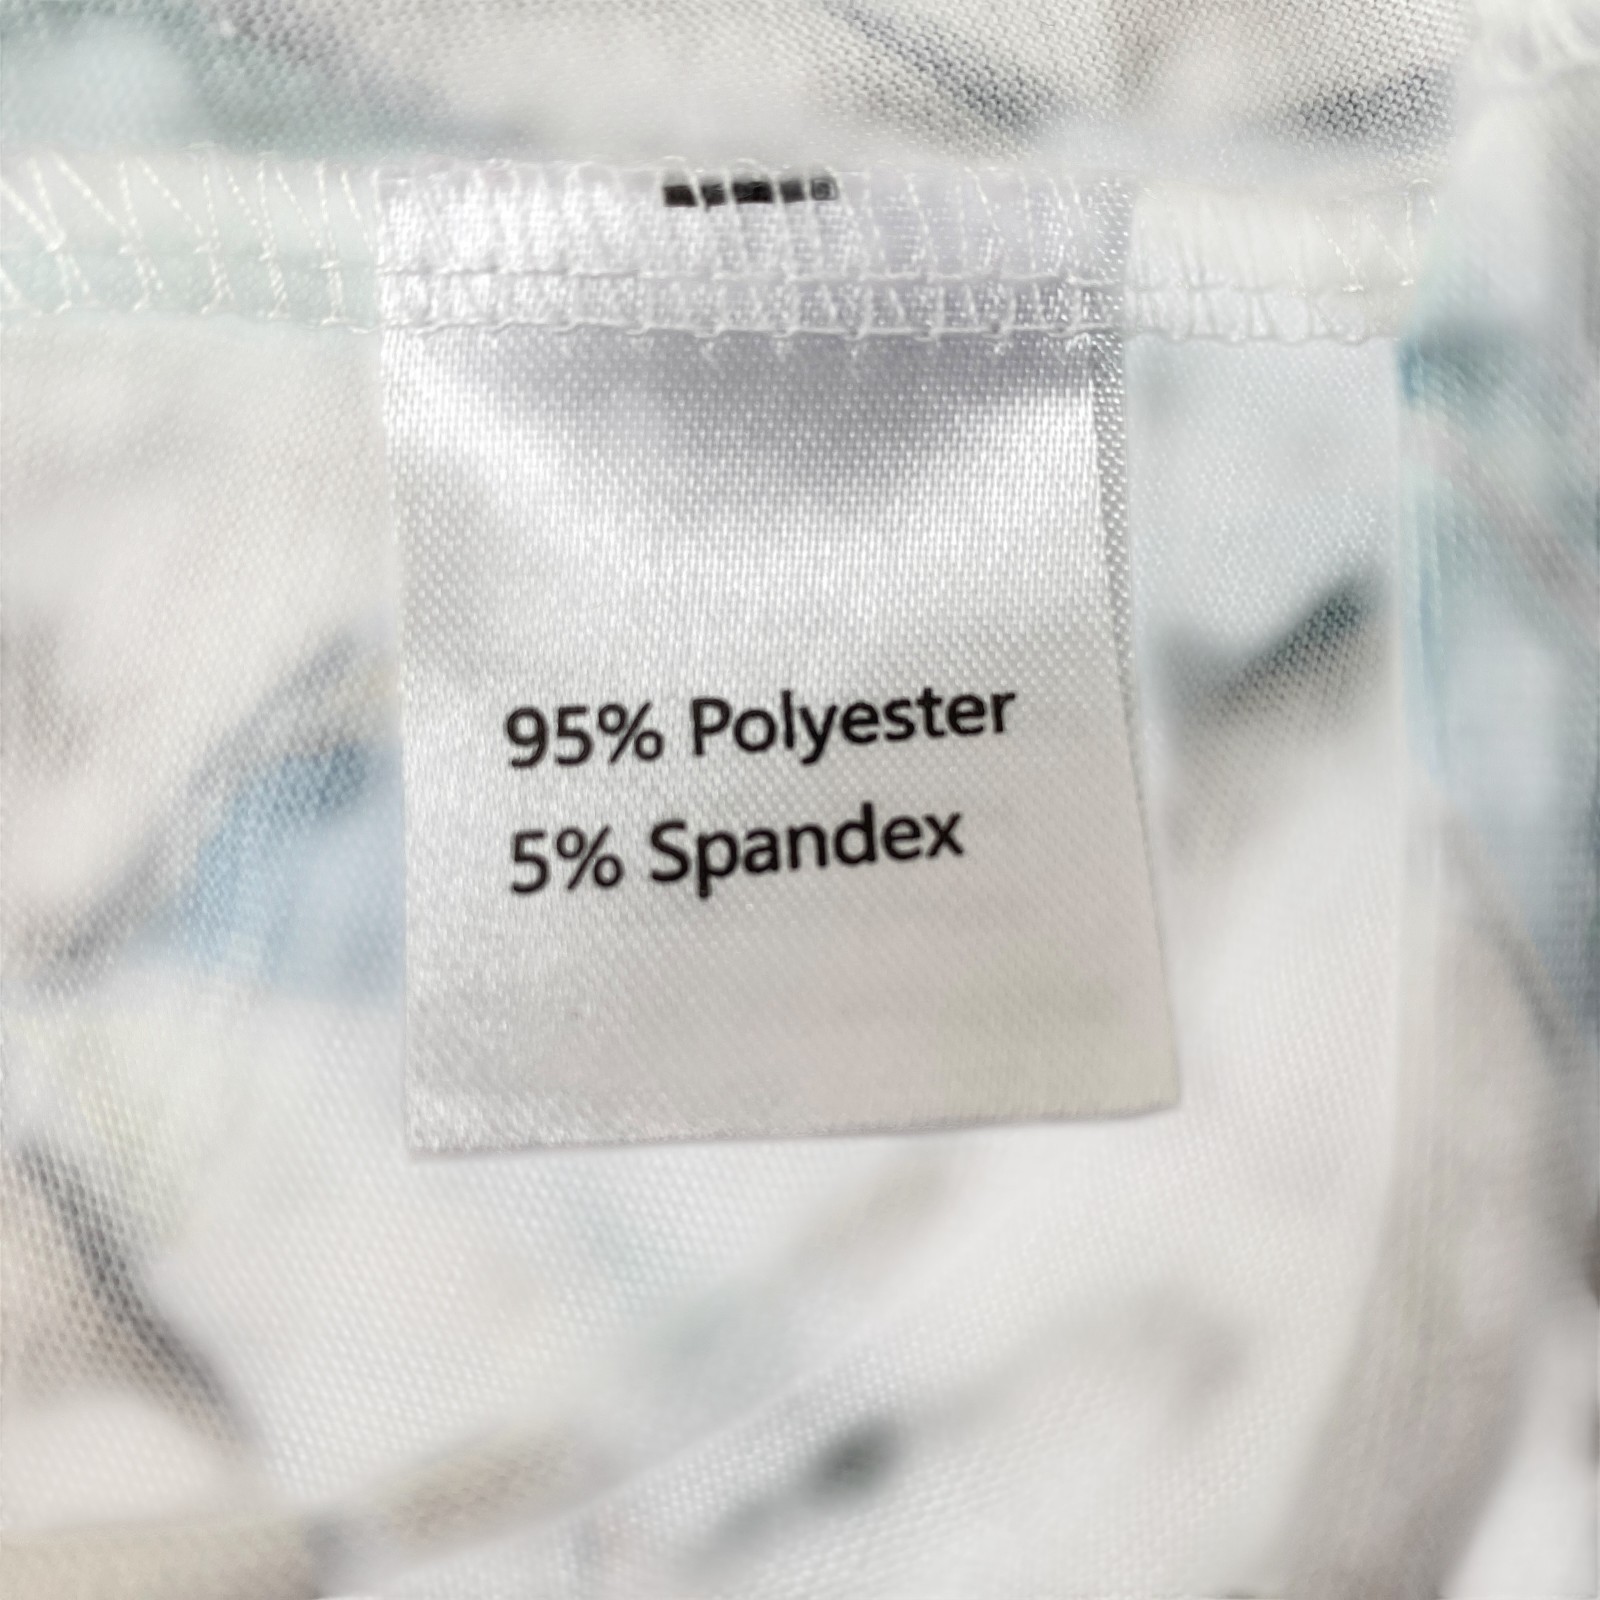 95% Polyester
5% Spandex